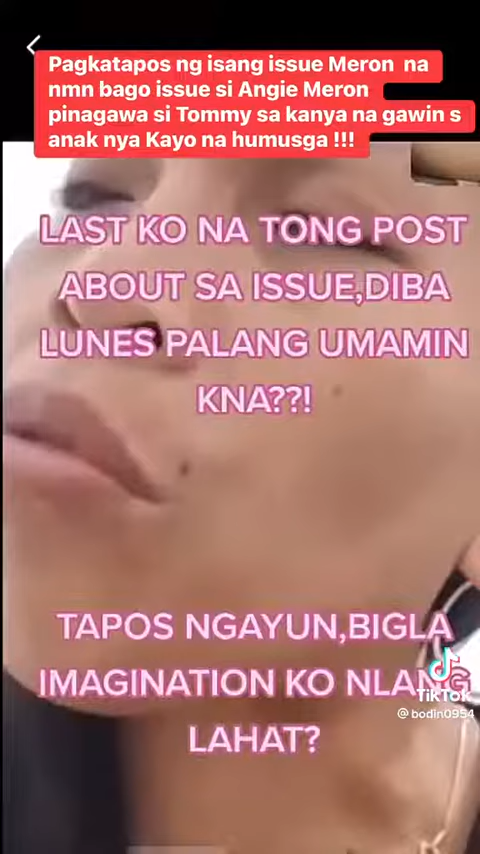 Pagkatapos ng isang issue Meron na
nmn bago issue si Angie Meron
pinagawa si Tommy sa kanya na gawin s
anak nya Kayo na humusga !!!
LAST KO NA TONG POST
ABOUT SA ISSUE,DIBA
LUNES PALANG UMAMIN
KNA??!
TAPOS NGAYUN,BIGLA
IMAGINATION KO NLANG
LAHAT?
TikTok
@bodin0954